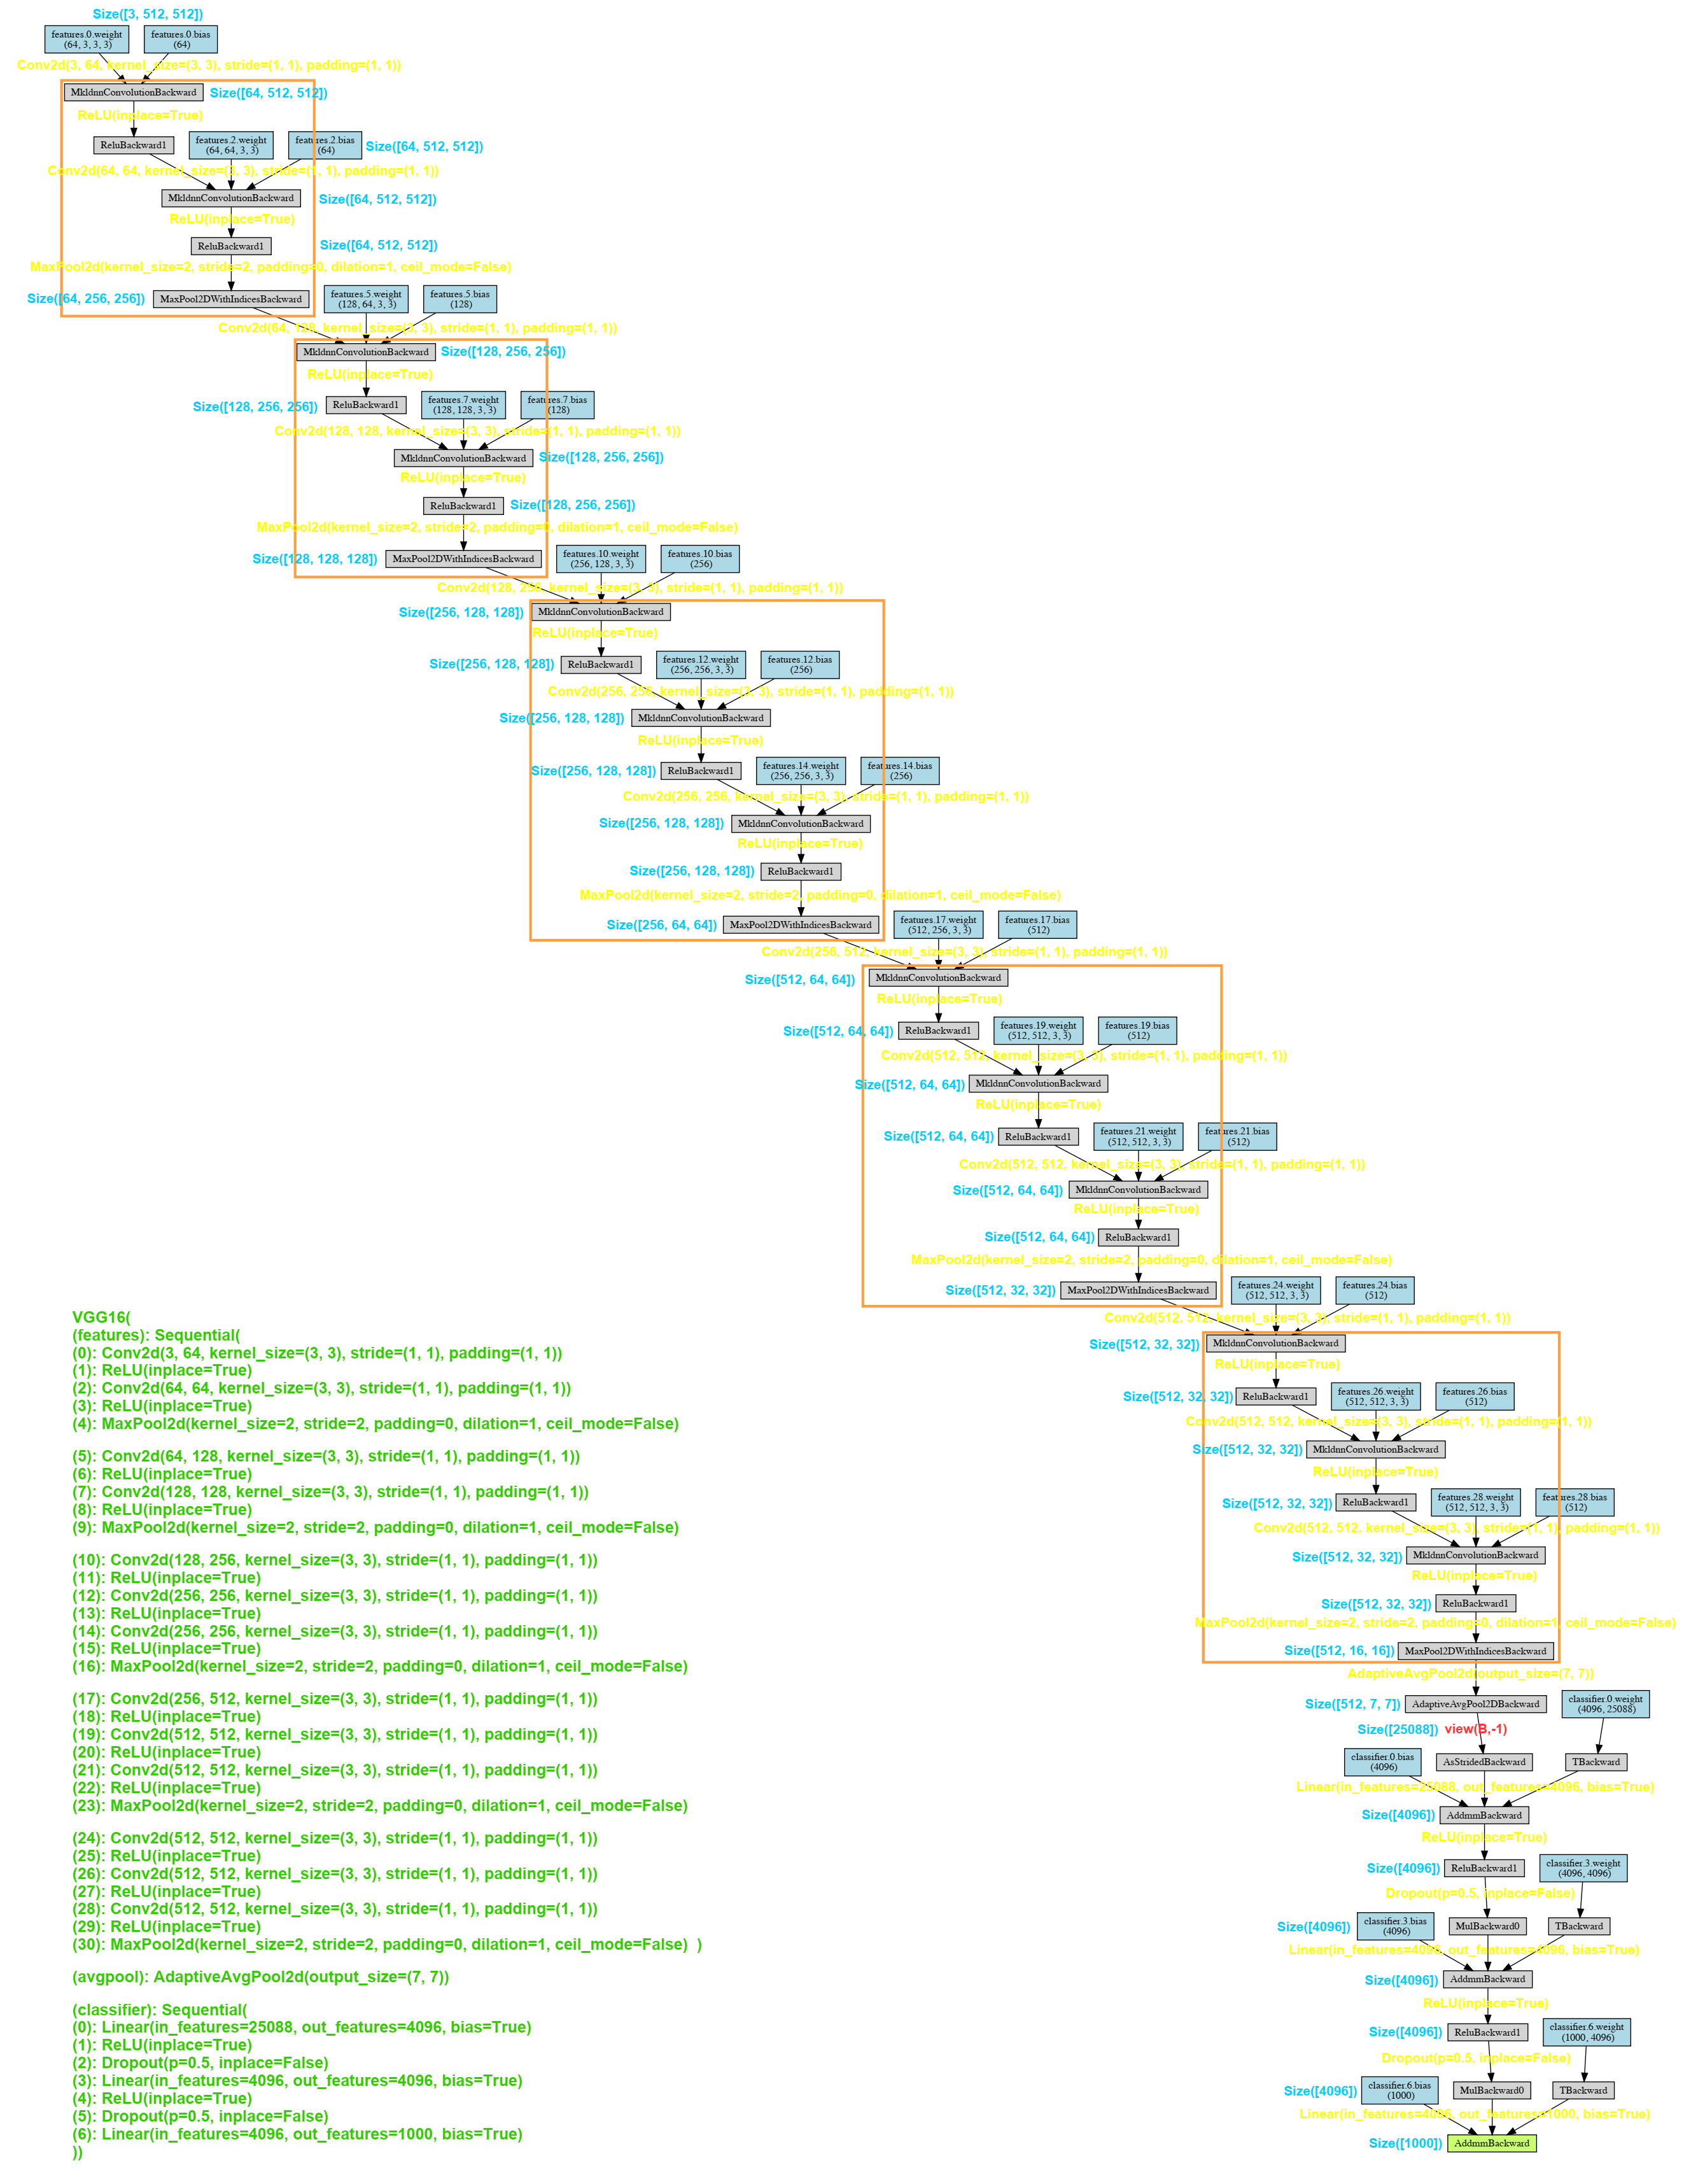 Size([3, 512, 512])
features.0.weight
(64, 3, 3, 3)
features.0.bias
(64)
Conv2d(3, 64, kernel_size=(3, 3), stride=(1, 1), padding=(1, 1))
MkldnnConvolutionBackward
Size([64, 512, 512])
ReLU(inplace=True)
ReluBackward1
features.2.weight
(64, 64, 3, 3)
features.2.bias
(64)
Size([64, 512, 512])
Conv2d(64, 64, kernel_size=(3, 3), stride=(1, 1), padding=(1, 1))
MkldnnConvolutionBackward
Size([64, 512, 512])
ReLU(inplace=True)
ReluBackward1
Size([64, 512, 512])
MaxPool2d(kernel_size=2, stride=2, padding=0, dilation=1, ceil_mode=False)
Size([64, 256, 256])
MaxPool2DWithIndicesBackward
features.5.weight
(128, 64, 3, 3)
features.5.bias
(128)
Conv2d(64, 128, kernel_size=(3, 3), stride=(1, 1), padding=(1, 1))
MkldnnConvolutionBackward
Size([128, 256, 256])
ReLU(inplace=True)
Size([128, 256, 256])
ReluBackward1
features.7.weight
(128, 128, 3, 3)
features.7.bias
(128)
Conv2d(128, 128, kernel_size=(3, 3), stride=(1, 1), padding=(1, 1))
MkldnnConvolutionBackward
Size([128, 256, 256])
ReLU(inplace=True)
ReluBackward1
Size([128, 256, 256])
MaxPool2d(kernel_size=2, stride=2, padding=0, dilation=1, ceil_mode=False)
Size([128, 128, 128])
MaxPool2DWithIndicesBackward
features.10.weight
(256, 128, 3, 3)
features.10.bias
(256)
Conv2d(128, 256, kernel_size=(3, 3), stride=(1, 1), padding=(1, 1))
Size([256, 128, 128])
MkldnnConvolutionBackward
ReLU(inplace=True)
Size([256, 128, 128])
ReluBackward1
features.12.weight
(256, 256, 3, 3)
features.12.bias
(256)
Conv2d(256, 256, kernel_size=(3, 3), stride=(1, 1), padding=(1, 1))
Size([256, 128, 128])
MkldnnConvolutionBackward
ReLU(inplace=True)
Size([256, 128, 128])
ReluBackward1
features.14.weight
(256, 256, 3, 3)
features.14.bias
(256)
Conv2d(256, 256, kernel_size=(3, 3), stride=(1, 1), padding=(1, 1))
Size([256, 128, 128])
MkldnnConvolutionBackward
ReLU(inplace=True)
Size([256, 128, 128])
ReluBackward1
MaxPool2d(kernel_size=2, stride=2, padding=0, dilation=1, ceil_mode=False)
Size([256, 64, 64])
MaxPool2DWithIndicesBackward
features.17.weight
(512, 256, 3, 3)
features.17.bias
(512)
Conv2d(256, 512, kernel_size=(3, 3), stride=(1, 1), padding=(1, 1))
Size([512, 64, 64])
MkldnnConvolutionBackward
ReLU(inplace=True)
Size([512, 64, 64])
ReluBackward1
features.19.weight
(512, 512, 3, 3)
features.19.bias
(512)
Conv2d(512, 512, kernel_size=(3, 3), stride=(1, 1), padding=(1, 1))
Size([512, 64, 64])
MkldnnConvolutionBackward
ReLU(inplace=True)
Size([512, 64, 64])
ReluBackward1
features.21.weight
(512, 512, 3, 3)
features.21.bias
(512)
Conv2d(512, 512, kernel_size=(3, 3), stride=(1, 1), padding=(1, 1))
Size([512, 64, 64])
MkldnnConvolutionBackward
ReLU(inplace=True)
Size([512, 64, 64])
ReluBackward1
MaxPool2d(kernel_size=2, stride=2, padding=0, dilation=1, ceil_mode=False)
Size([512, 32, 32])
MaxPool2DWithIndicesBackward
features.24.weight
(512, 512, 3, 3)
features.24.bias
(512)
Conv2d(512, 512, kernel_size=(3, 3), stride=(1, 1), padding=(1, 1))
Size([512, 32, 32])
MkldnnConvolutionBackward
ReLU(inplace=True)
Size([512, 32, 32])
ReluBackward1
features.26.weight
(512, 512, 3, 3)
features.26.bias
(512)
Conv2d(512, 512, kernel_size=(3, 3), stride=(1, 1), padding=(1, 1))
Size([512, 32, 32])
MkldnnConvolutionBackward
ReLU(inplace=True)
Size([512, 32, 32])
ReluBackward1
features.28.weight
(512, 512, 3, 3)
features.28.bias
(512)
Conv2d(512, 512, kernel_size=(3, 3), stride=(1, 1), padding=(1, 1))
Size([512, 32, 32])
MkldnnConvolutionBackward
ReLU(inplace=True)
Size([512, 32, 32])
ReluBackward1
MaxPool2d(kernel_size=2, stride=2, padding=0, dilation=1, ceil_mode=False)
Size([512, 16, 16])
MaxPool2DWithIndicesBackward
AdaptiveAvgPool2d(output_size=(7, 7))
Size([512, 7, 7])
AdaptiveAvgPool2DBackward
classifier.0.weight
(4096, 25088)
Size([25088])
view(B,-1)
classifier.0.bias
(4096)
AsStridedBackward
TBackward
Linear(in_features=25088, out_features=4096, bias=True)
Size([4096])
AddmmBackward
ReLU(inplace=True)
Size([4096])
ReluBackward1
classifier.3.weight
(4096, 4096)
Dropout(p=0.5, inplace=False)
Size([4096])
classifier.3.bias
(4096)
MulBackward0
TBackward
Linear(in_features=4096, out_features=4096, bias=True)
Size([4096])
AddmmBackward
ReLU(inplace=True)
Size([4096])
ReluBackward1
classifier.6.weight
(1000, 4096)
Dropout(p=0.5, inplace=False)
Size([4096])
classifier.6.bias
(1000)
MulBackward0
TBackward
Linear(in_features=4096, out_features=1000, bias=True)
Size([1000])
AddmmBackward
VGG16(
(features): Sequential(
(0): Conv2d(3, 64, kernel_size=(3, 3), stride=(1, 1), padding=(1, 1))
(1): ReLU(inplace=True)
(2): Conv2d(64, 64, kernel_size=(3, 3), stride=(1, 1), padding=(1, 1))
(3): ReLU(inplace=True)
(4): MaxPool2d(kernel_size=2, stride=2, padding=0, dilation=1, ceil_mode=False)
(5): Conv2d(64, 128, kernel_size=(3, 3), stride=(1, 1), padding=(1, 1))
(6): ReLU(inplace=True)
(7): Conv2d(128, 128, kernel_size=(3, 3), stride=(1, 1), padding=(1, 1))
(8): ReLU(inplace=True)
(9): MaxPool2d(kernel_size=2, stride=2, padding=0, dilation=1, ceil_mode=False)
(10): Conv2d(128, 256, kernel_size=(3, 3), stride=(1, 1), padding=(1, 1))
(11): ReLU(inplace=True)
(12): Conv2d(256, 256, kernel_size=(3, 3), stride=(1, 1), padding=(1, 1))
(13): ReLU(inplace=True)
(14): Conv2d(256, 256, kernel_size=(3, 3), stride=(1, 1), padding=(1, 1))
(15): ReLU(inplace=True)
(16): MaxPool2d(kernel_size=2, stride=2, padding=0, dilation=1, ceil_mode=False)
(17): Conv2d(256, 512, kernel_size=(3, 3), stride=(1, 1), padding=(1, 1))
(18): ReLU(inplace=True)
(19): Conv2d(512, 512, kernel_size=(3, 3), stride=(1, 1), padding=(1, 1))
(20): ReLU(inplace=True)
(21): Conv2d(512, 512, kernel_size=(3, 3), stride=(1, 1), padding=(1, 1))
(22): ReLU(inplace=True)
(23): MaxPool2d(kernel_size=2, stride=2, padding=0, dilation=1, ceil_mode=False)
(24): Conv2d(512, 512, kernel_size=(3, 3), stride=(1, 1), padding=(1, 1))
(25): ReLU(inplace=True)
(26): Conv2d(512, 512, kernel_size=(3, 3), stride=(1, 1), padding=(1, 1))
(27): ReLU(inplace=True)
(28): Conv2d(512, 512, kernel_size=(3, 3), stride=(1, 1), padding=(1, 1))
(29): ReLU(inplace=True)
(30): MaxPool2d(kernel_size=2, stride=2, padding=0, dilation=1, ceil_mode=False) )
(avgpool): AdaptiveAvgPool2d(output_size=(7, 7))
(classifier): Sequential(
(0): Linear(in_features=25088, out_features=4096, bias=True)
(1): ReLU(inplace=True)
(2): Dropout(p=0.5, inplace=False)
(3): Linear(in_features=4096, out_features=4096, bias=True)
(4): ReLU(inplace=True)
(5): Dropout(p=0.5, inplace=False)
(6): Linear(in_features=4096, out_features=1000, bias=True)
))